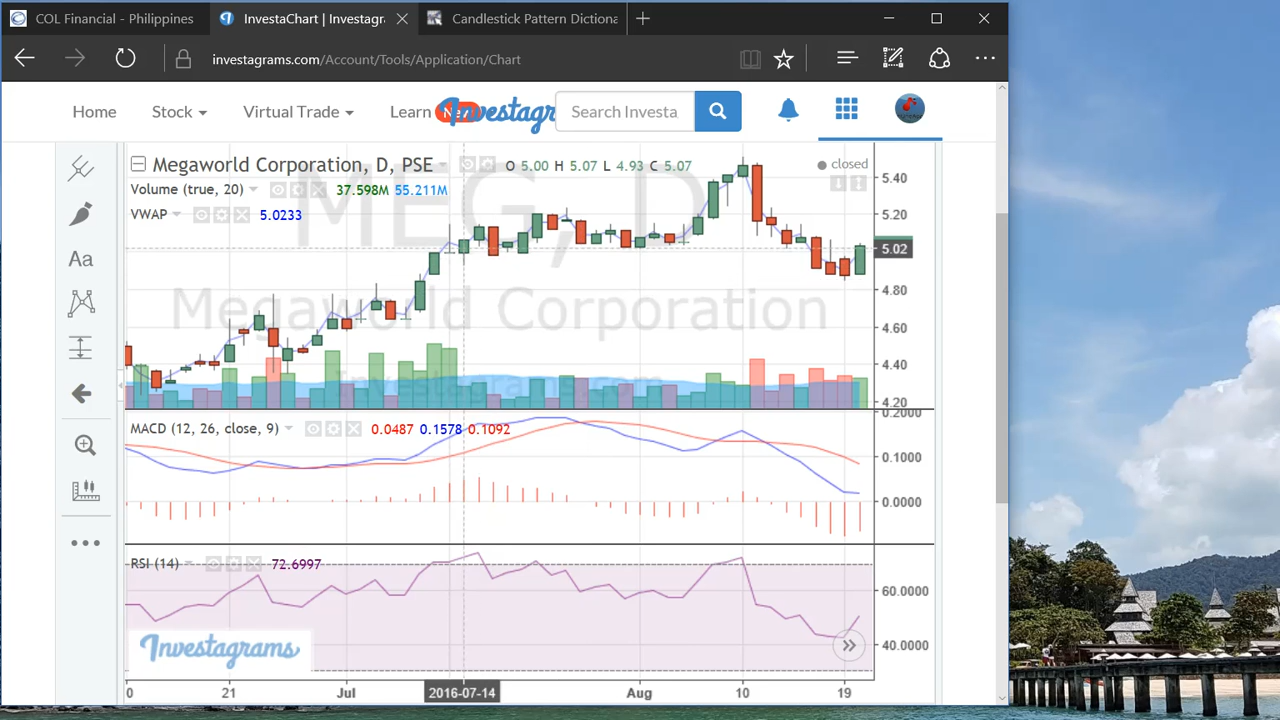 COL Financial - Philippines
InvestaChart | Investagr
Candlestick Pattern Dictiona
investagrams.com/Account/Tools/Application/Chart
Home
Stock
Virtual Trade
Learn
Investagr
Search Investa
Megaworld Corporation, D, PSE
O 5.00 H 5.07 L 4.93 C 5.07
closed
Volume (true, 20)
37.598M 55.211M
VWAP
5.0233
MEG, D
Megaworld Corporation
Investagrams.com
Aa
5.40
5.20
5.02
4.80
4.60
4.40
4.20
MACD (12, 26, close, 9)
0.0487 0.1578 0.1092
0.2000
0.1000
0.0000
RSI (14)
72.6997
60.0000
40.0000
Investagrams
0
21
Jul
2016-07-14
Aug
10
19